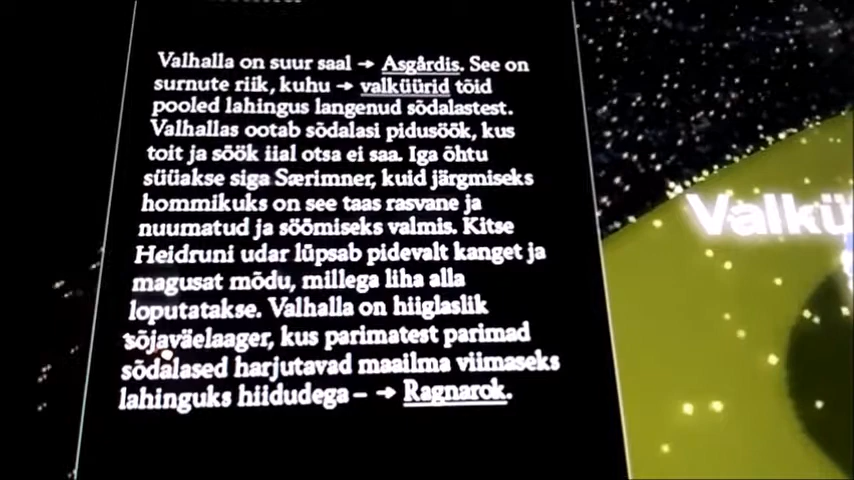 Valhalla on suur saal → Asgårdis. See on
surnute riik, kuhu → valküürid tõid
pooled lahingus langenud sõdalastest.
Valhallas ootab sõdalasi pidusöök, kus
toit ja söök iial otsa ei saa. Iga õhtu
süüakse siga Særimner, kuid järgmiseks
hommikuks on see taas rasvane ja
nuumatud ja söömiseks valmis. Kitse
Heidruni udar lüpsab pidevalt kanget ja
magusat mõdu, millega liha alla
loputatakse. Valhalla on hiiglaslik
sõjaväelaager, kus parimatest parimad
sõdalased harjutavad maailma viimaseks
lahinguks hiidudega – → Ragnarok.
Valkü